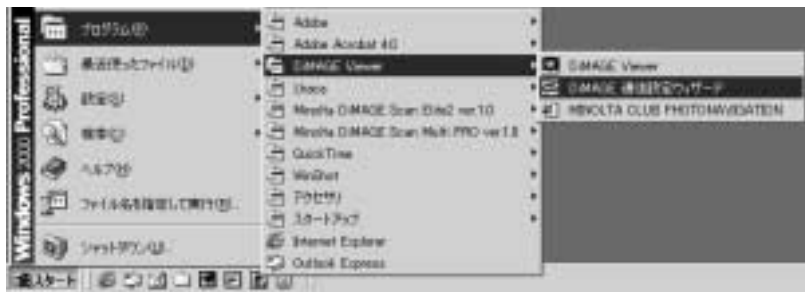 Windows 2000 Professional
プログラム(P)
最近使ったファイル(D)
設定(S)
検索(C)
ヘルプ(H)
ファイル名を指定して実行(R)...
シャットダウン(U)...
スタート
Adobe
Adobe Acrobat 4.0
DiMAGE Viewer
Minolta DiMAGE Scan Elite2 ver.1.0
Minolta DiMAGE Scan Multi PRO ver.1.0
QuickTime
WinShot
アクセサリ
スタートアップ
Internet Explorer
Outlook Express
DiMAGE Viewer
DiMAGE 通信設定ウィザード
MINOLTA CLUB PHOTONAVIGATION